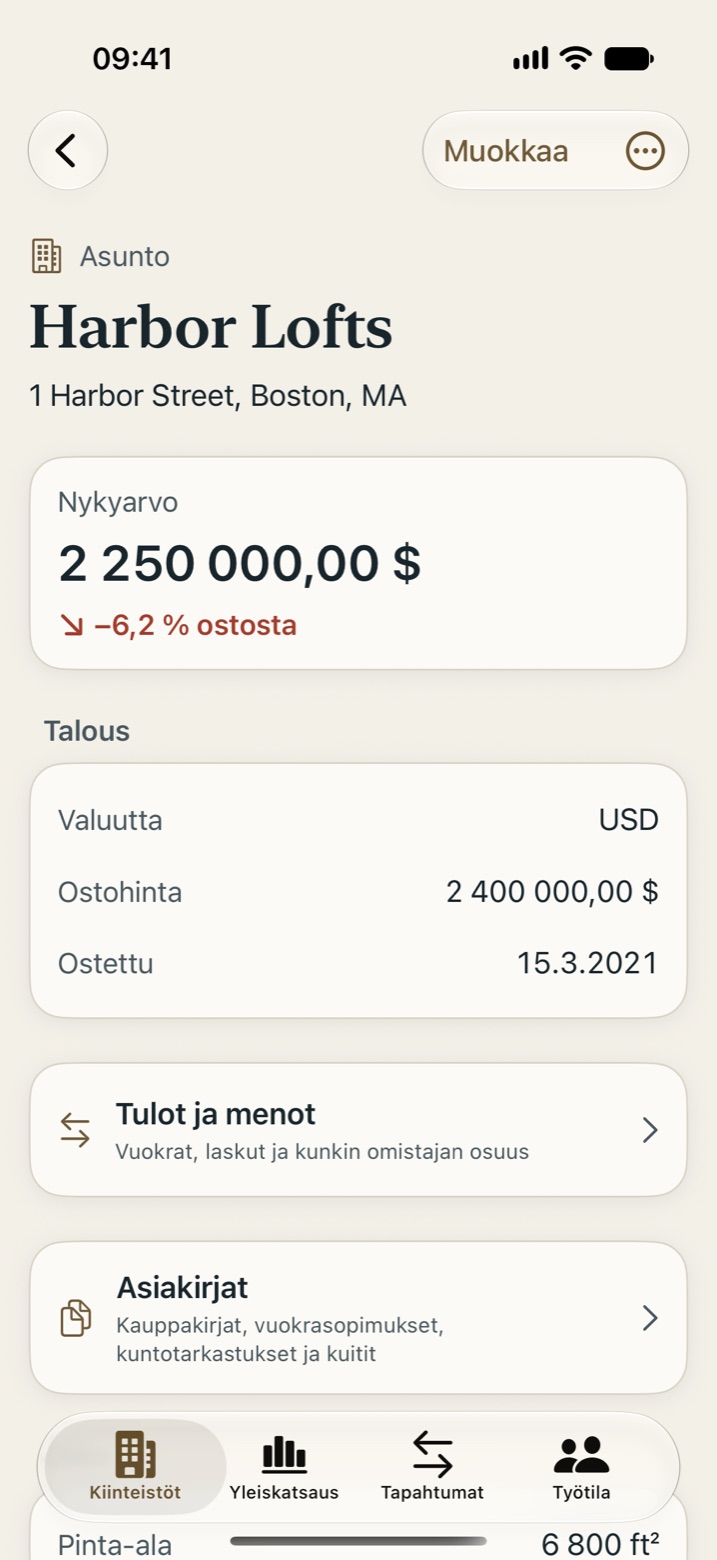 09:41
Muokkaa
Asunto
Harbor Lofts
1 Harbor Street, Boston, MA
Nykyarvo
2 250 000,00 $
−6,2 % ostosta
Talous
Valuutta USD
Ostohinta 2 400 000,00 $
Ostettu 15.3.2021
Tulot ja menot
Vuokrat, laskut ja kunkin omistajan osuus
Asiakirjat
Kauppakirjat, vuokrasopimukset,
kuntotarkastukset ja kuitit
Kiinteistöt Yleiskatsaus Tapahtumat Työtila
Pinta-ala 6 800 ft²